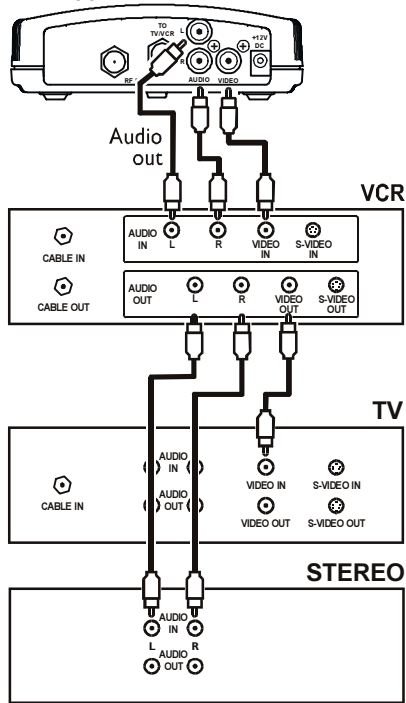 TO
TV/VCR
L
+12V
DC
R
RF
AUDIO
VIDEO
Audio
out
VCR
CABLE IN
AUDIO
IN
L
R
VIDEO
IN
S-VIDEO
IN
CABLE OUT
AUDIO
OUT
L
R
VIDEO
OUT
S-VIDEO
OUT
TV
CABLE IN
AUDIO
IN
AUDIO
OUT
VIDEO IN
S-VIDEO IN
VIDEO OUT
S-VIDEO OUT
STEREO
AUDIO
IN
L
R
AUDIO
OUT